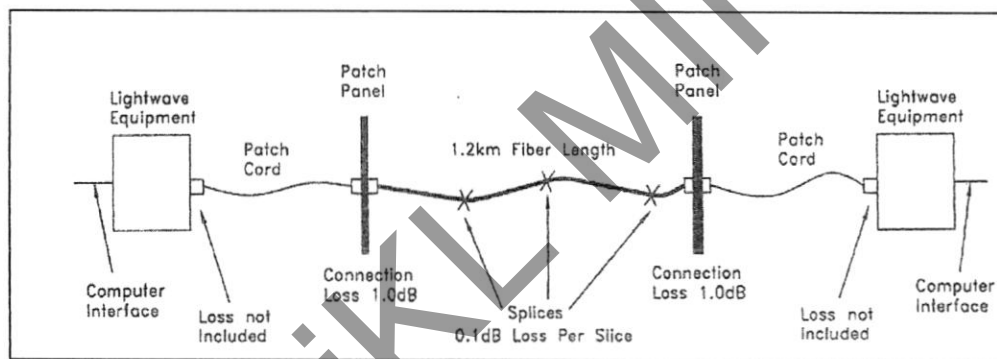 Lightwave
Equipment
Patch
Cord
Patch
Panel
1.2km Fiber Length
Patch
Panel
Patch
Cord
Lightwave
Equipment
Computer
Interface
Loss not
Included
Connection
Loss 1.0dB
Splices
0.1dB Loss Per Slice
Connection
Loss 1.0dB
Loss not
Included
Computer
Interface